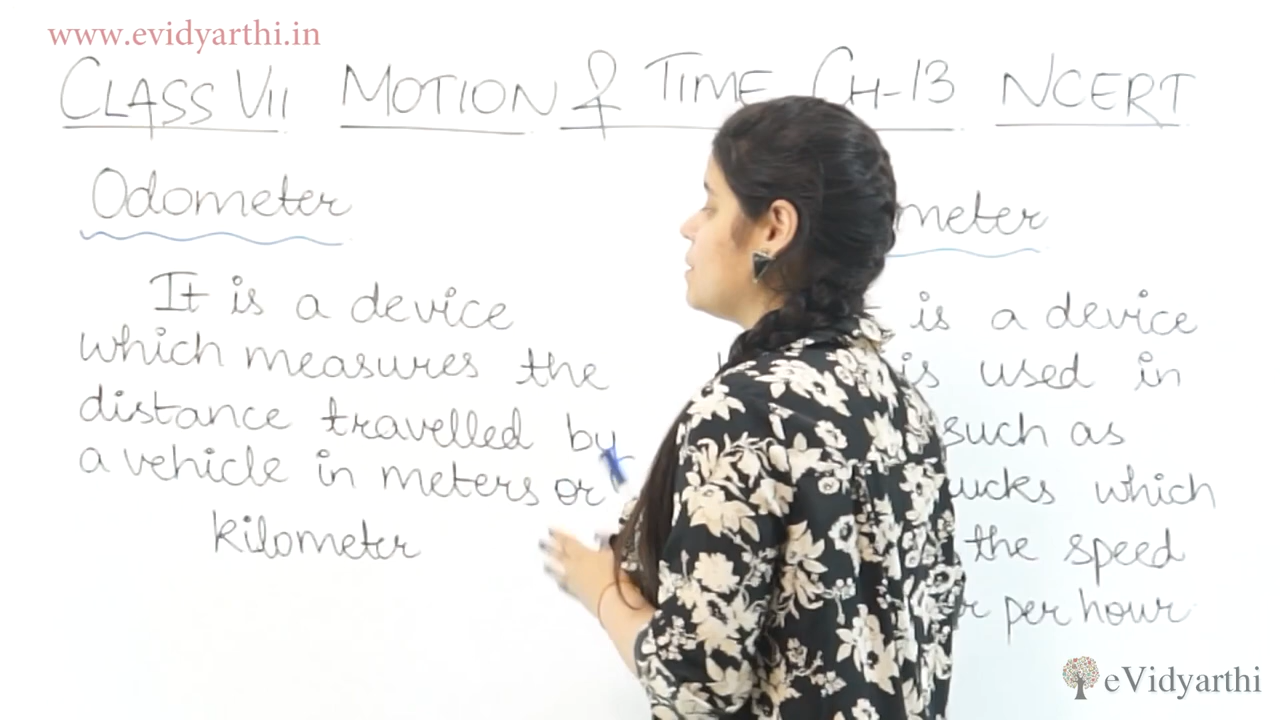 www.evidyarthi.in
CLASS VII MOTION & TIME CH-13 NCERT
Odometer
It is a device
which measures the
distance travelled by
a vehicle in meters or
kilometer
meter
is a device
is used in
such as
which
the speed
per hour
eVidyarthi